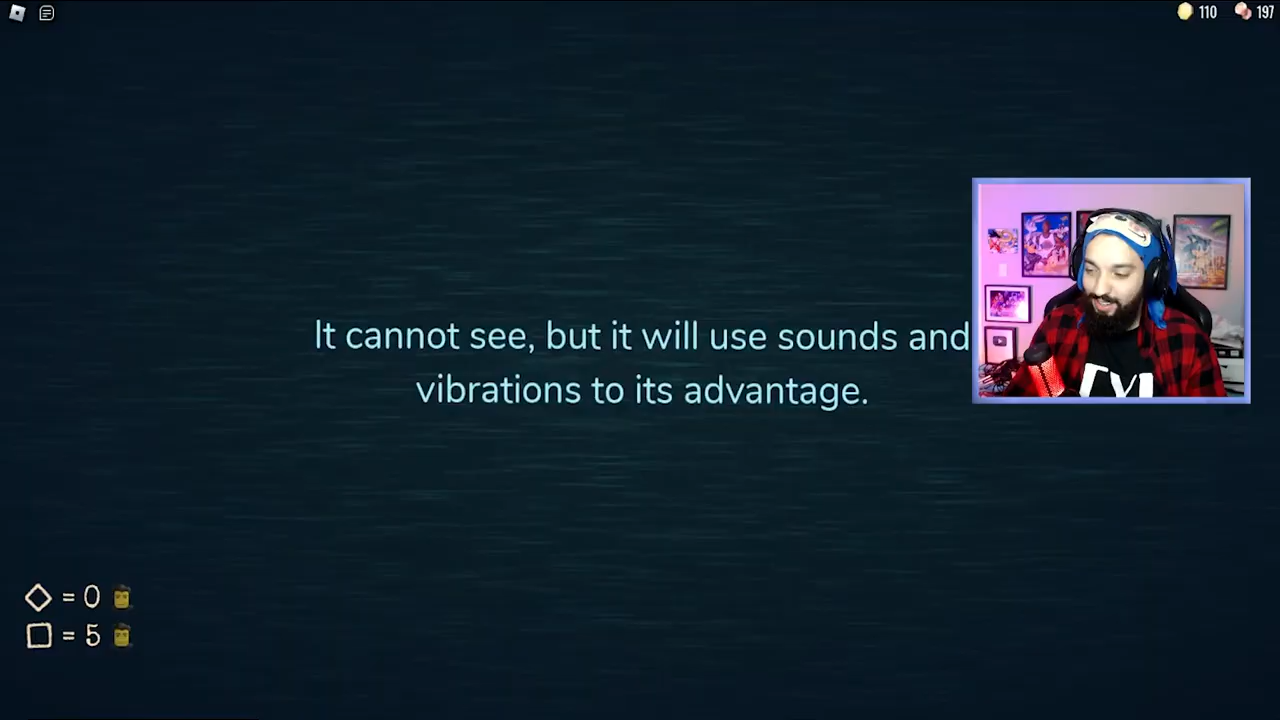 110 197
It cannot see, but it will use sounds and
vibrations to its advantage.
= 0
= 5